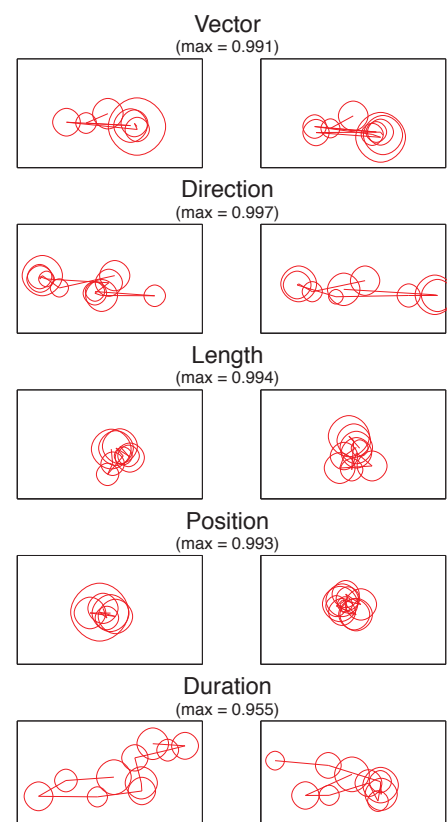 Vector
(max = 0.991)
Direction
(max = 0.997)
Length
(max = 0.994)
Position
(max = 0.993)
Duration
(max = 0.955)